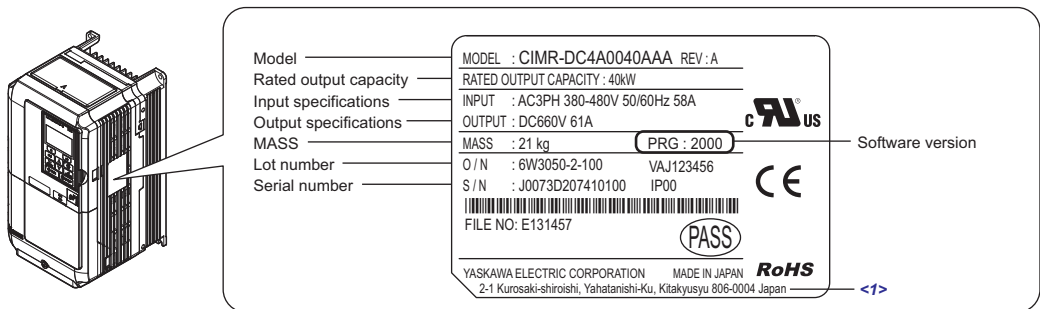 Model
Rated output capacity
Input specifications
Output specifications
MASS
Lot number
Serial number
MODEL : CIMR-DC4A0040AAA REV : A
RATED OUTPUT CAPACITY : 40kW
INPUT : AC3PH 380-480V 50/60Hz 58A
OUTPUT : DC660V 61A
MASS : 21 kg PRG : 2000
O / N : 6W3050-2-100 VAJ123456
S / N : J0073D207410100 IP00
FILE NO: E131457
PASS
YASKAWA ELECTRIC CORPORATION MADE IN JAPAN
2-1 Kurosaki-shiroishi, Yahatanishi-Ku, Kitakyusyu 806-0004 Japan
c RU US ®
CE
RoHS
Software version
<1>